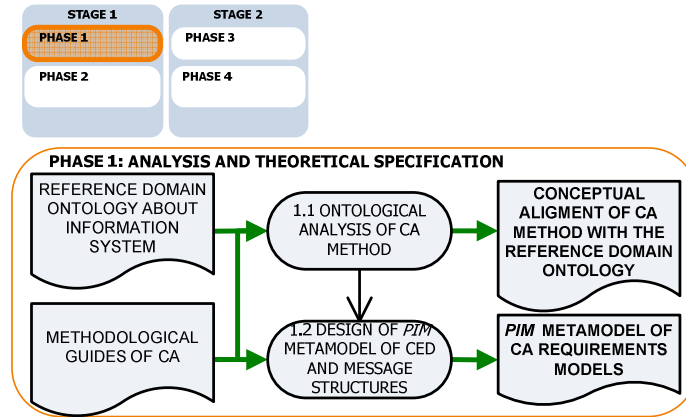 STAGE 1
STAGE 2
PHASE 1
PHASE 3
PHASE 2
PHASE 4
PHASE 1: ANALYSIS AND THEORETICAL SPECIFICATION
REFERENCE DOMAIN
ONTOLOGY ABOUT
INFORMATION
SYSTEM
1.1 ONTOLOGICAL
ANALYSIS OF CA
METHOD
CONCEPTUAL
ALIGMENT OF CA
METHOD WITH THE
REFERENCE DOMAIN
ONTOLOGY
METHODOLOGICAL
GUIDES OF CA
1.2 DESIGN OF PIM
METAMODEL OF CED
AND MESSAGE
STRUCTURES
PIM METAMODEL OF
CA REQUIREMENTS
MODELS